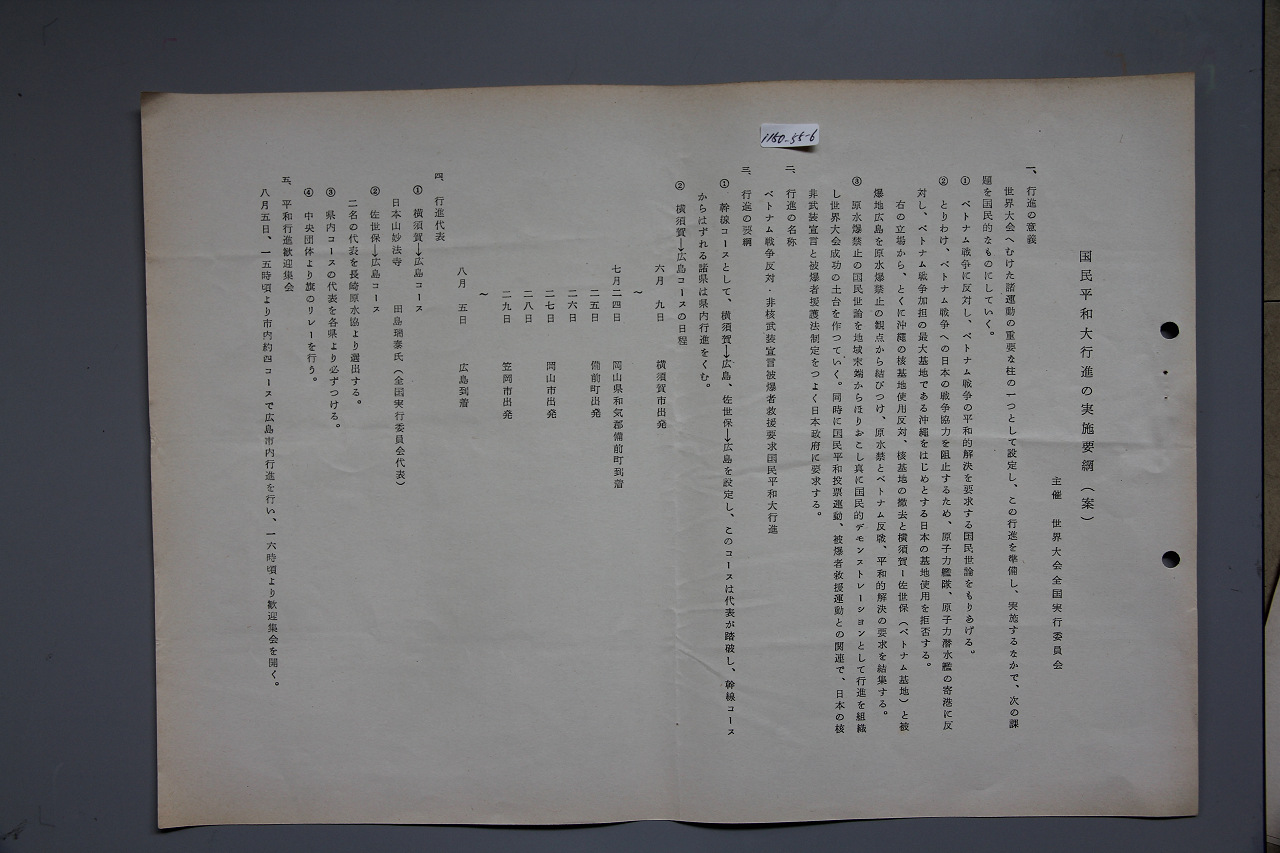 1150-55-6
国民平和大行進の実施要綱（案）
主催　世界大会全国実行委員会
一、行進の意義
世界大会へむけた諸運動の重要な柱の一つとして設定し、この行進を準備し、実施するなかで、次の課
題を国民的なものにしていく。
① ベトナム戦争に反対し、ベトナム戦争の平和的解決を要求する国民世論をもりあげる。
② とりわけ、ベトナム戦争への日本の戦争協力を阻止するため、原子力艦隊、原子力潜水艦の寄港に反
対し、ベトナム戦争加担の最大基地である沖縄をはじめとする日本の基地使用を拒否する。
右の立場から、とくに沖縄の核基地使用反対、核基地の撤去と横須賀ー佐世保（ベトナム基地）と被
爆地広島を原水爆禁止の観点から結びつけ、原水禁とベトナム反戦、平和的解決の要求を結集する。
③ 原水爆禁止の国民世論を地域末端からほりおこし真に国民的デモンストレーションとして行進を組織
し世界大会成功の土台を作つていく。同時に国民平和投票運動、被爆者救援運動との関連で、日本の核
非武装宣言と被爆者援護法制定をつよく日本政府に要求する。
二、行進の名称
ベトナム戦争反対・非核武装宣言被爆者救援要求国民平和大行進
三、行進の要綱
① 幹線コースとして、横須賀→広島、佐世保→広島を設定し、このコースは代表が踏破し、幹線コース
からはずれる諸県は県内行進をくむ。
② 横須賀→広島コースの日程
六月　九日　横須賀市出発
〜
七月二四日　岡山県和気郡備前町到着
二五日　備前町出発
二六日
二七日　岡山市出発
二八日
二九日　笠岡市出発
〜
八月　五日　広島到着
四、行進代表
① 横須賀→広島コース
日本山妙法寺　田島瑞泰氏（全国実行委員会代表）
② 佐世保→広島コース
二名の代表を長崎原水協より選出する。
③ 県内コースの代表を各県より必ずつける。
④ 中央団体より旗のリレーを行う。
五、平和行進歓迎集会
八月五日、一五時頃より市内約四コースで広島市内行進を行い、一六時頃より歓迎集会を開く。